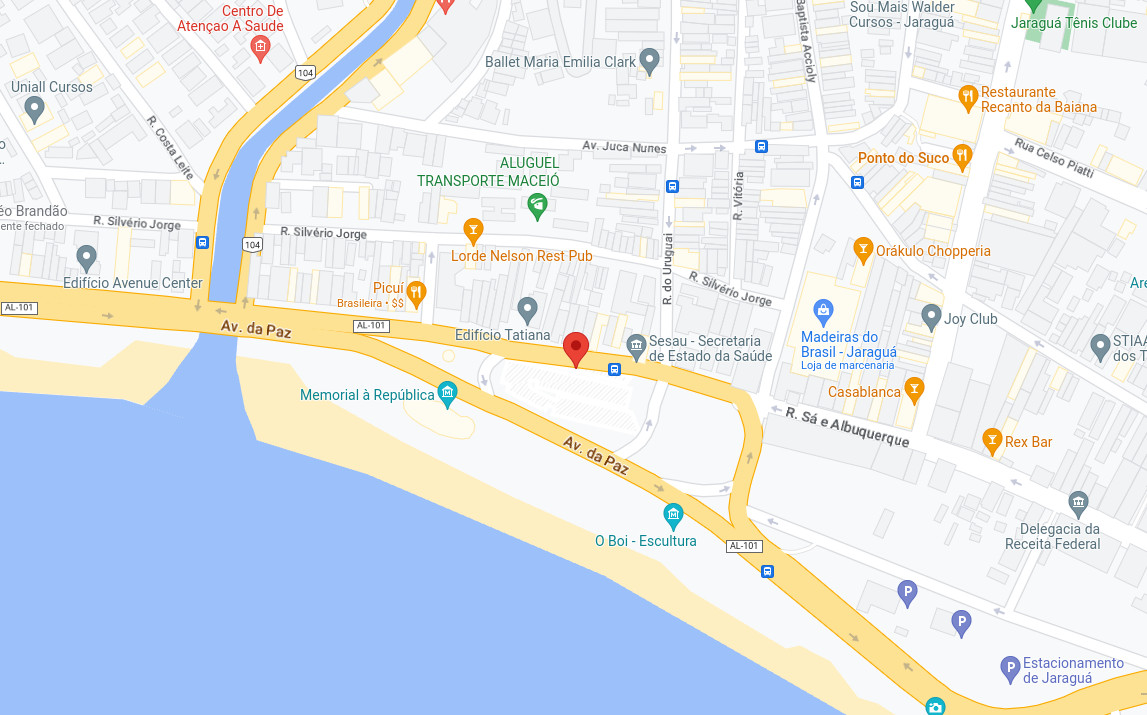 Centro De
Atençao A Saude
Sou Mais Walder
Cursos - Jaraguá
Jaraguá Tênis Clube
Baptista Accioly
Ballet Maria Emilia Clark
104
Uniall Cursos
Restaurante
Recanto da Baiana
R. Costa Leite
Av. Juca Nunes
Rua Celso Piatti
Ponto do Suco
ALUGUEL
TRANSPORTE MACEIÓ
R. Vitória
éo Brandão
ente fechado
R. Silvério Jorge
R. Silvério Jorge
104
Lorde Nelson Rest Pub
R. do Uruguai
Orákulo Chopperia
Edifício Avenue Center
R. Silvério Jorge
Are
Picuí
Brasileira • $$
AL-101
AL-101
Av. da Paz
Edifício Tatiana
Sesau - Secretaria
de Estado da Saúde
Madeiras do
Brasil - Jaraguá
Loja de marcenaria
Joy Club
STIAA
dos T
Memorial à República
Casablanca
R. Sá e Albuquerque
Rex Bar
Av. da Paz
O Boi - Escultura
AL-101
Delegacia da
Receita Federal
P
P
P
Estacionamento
de Jaraguá